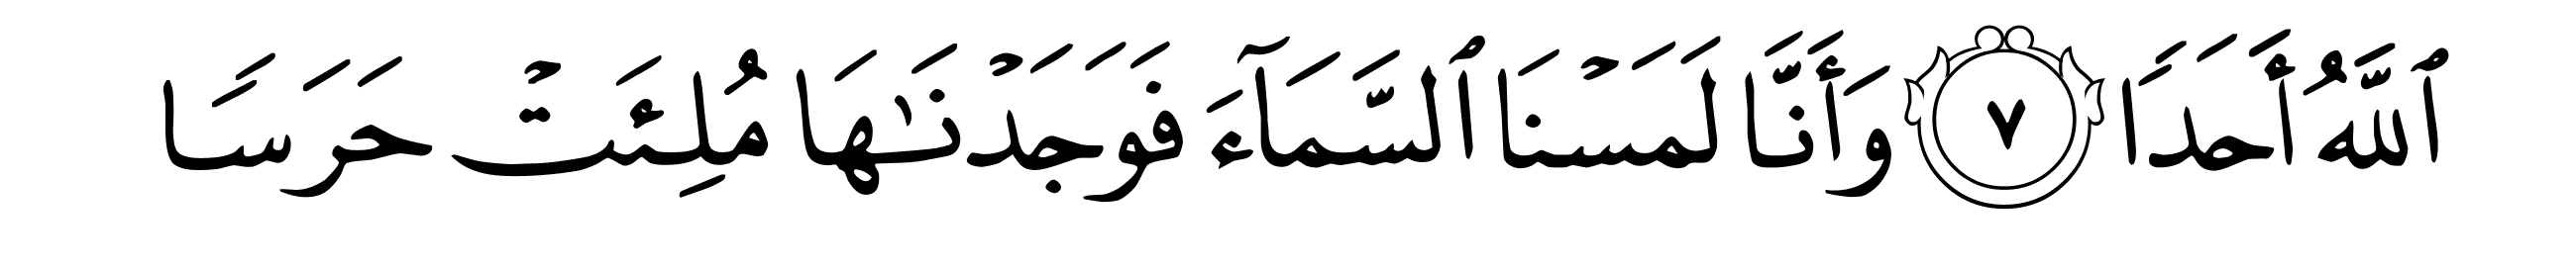 ٱللَّهُ أَحَدًا ٧ وَأَنَّا لَمَسْنَا ٱلسَّمَآءَ فَوَجَدْنَٰهَا مُلِئَتْ حَرَسًا